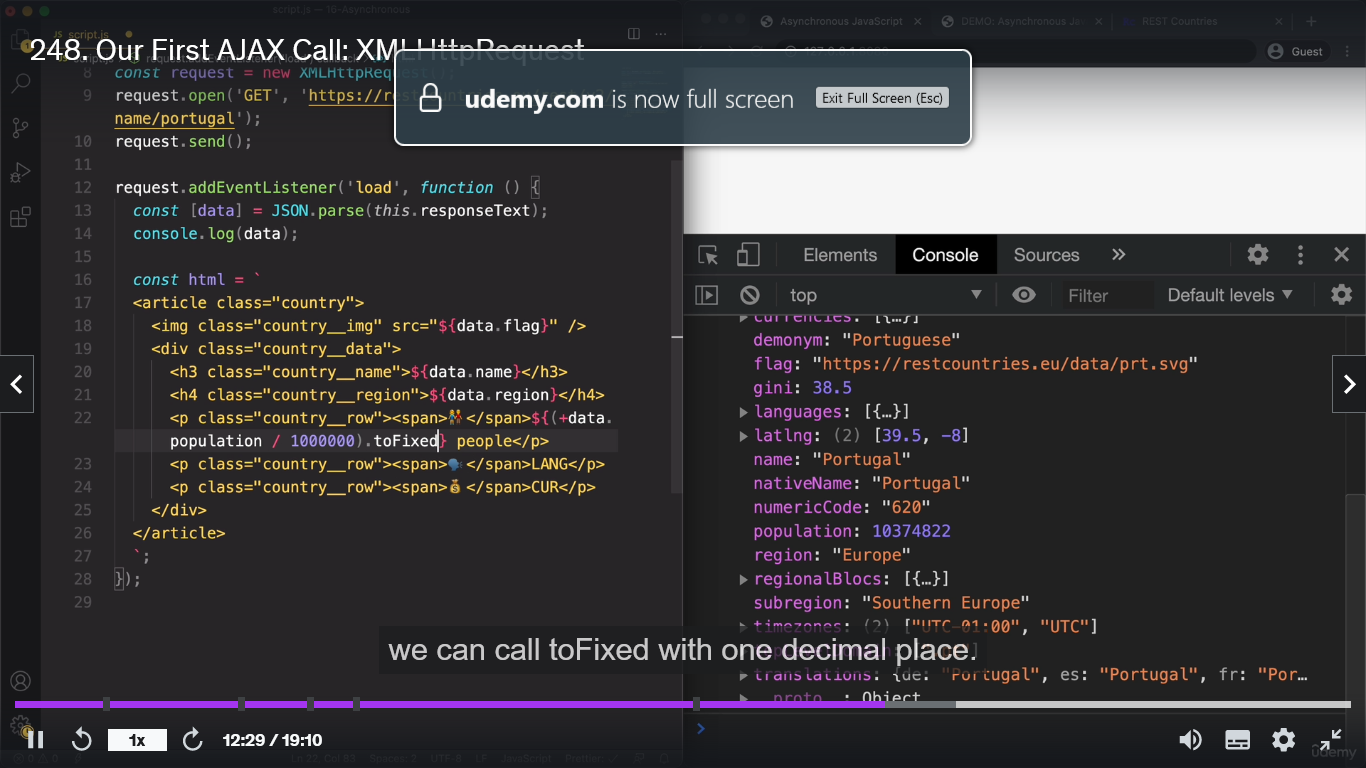 script.js — 16-Asynchronous
Asynchronous JavaScript
DEMO: Asynchronous Ja
REST Countries
JS script.js
248. Our First AJAX Call: XMLHttpRequest
Guest
udemy.com is now full screen
Exit Full Screen (Esc)
8 const request = new XMLHttpRequest();
9 request.open('GET', 'https://
name/portugal');
10 request.send();
11
12 request.addEventListener('load', function () {
13 const [data] = JSON.parse(this.responseText);
14 console.log(data);
15
16 const html = `
17 <article class="country">
18 <img class="country__img" src="${data.flag}" />
19 <div class="country__data">
20 <h3 class="country__name">${data.name}</h3>
21 <h4 class="country__region">${data.region}</h4>
22 <p class="country__row"><span>👫</span>${(+data.
population / 1000000).toFixed} people</p>
23 <p class="country__row"><span>🗣️</span>LANG</p>
24 <p class="country__row"><span>💰</span>CUR</p>
25 </div>
26 </article>
27 `;
28 });
29
Elements Console Sources »
top Filter Default levels
currencies: [{…}]
demonym: "Portuguese"
flag: "https://restcountries.eu/data/prt.svg"
gini: 38.5
languages: [{…}]
latlng: (2) [39.5, -8]
name: "Portugal"
nativeName: "Portugal"
numericCode: "620"
population: 10374822
region: "Europe"
regionalBlocs: [{…}]
subregion: "Southern Europe"
timezones: (2) ["UTC-01:00", "UTC"]
translations: {de: "Portugal", es: "Portugal", fr: "Por…
__proto__: Object
we can call toFixed with one decimal place.
1x
12:29 / 19:10
udemy